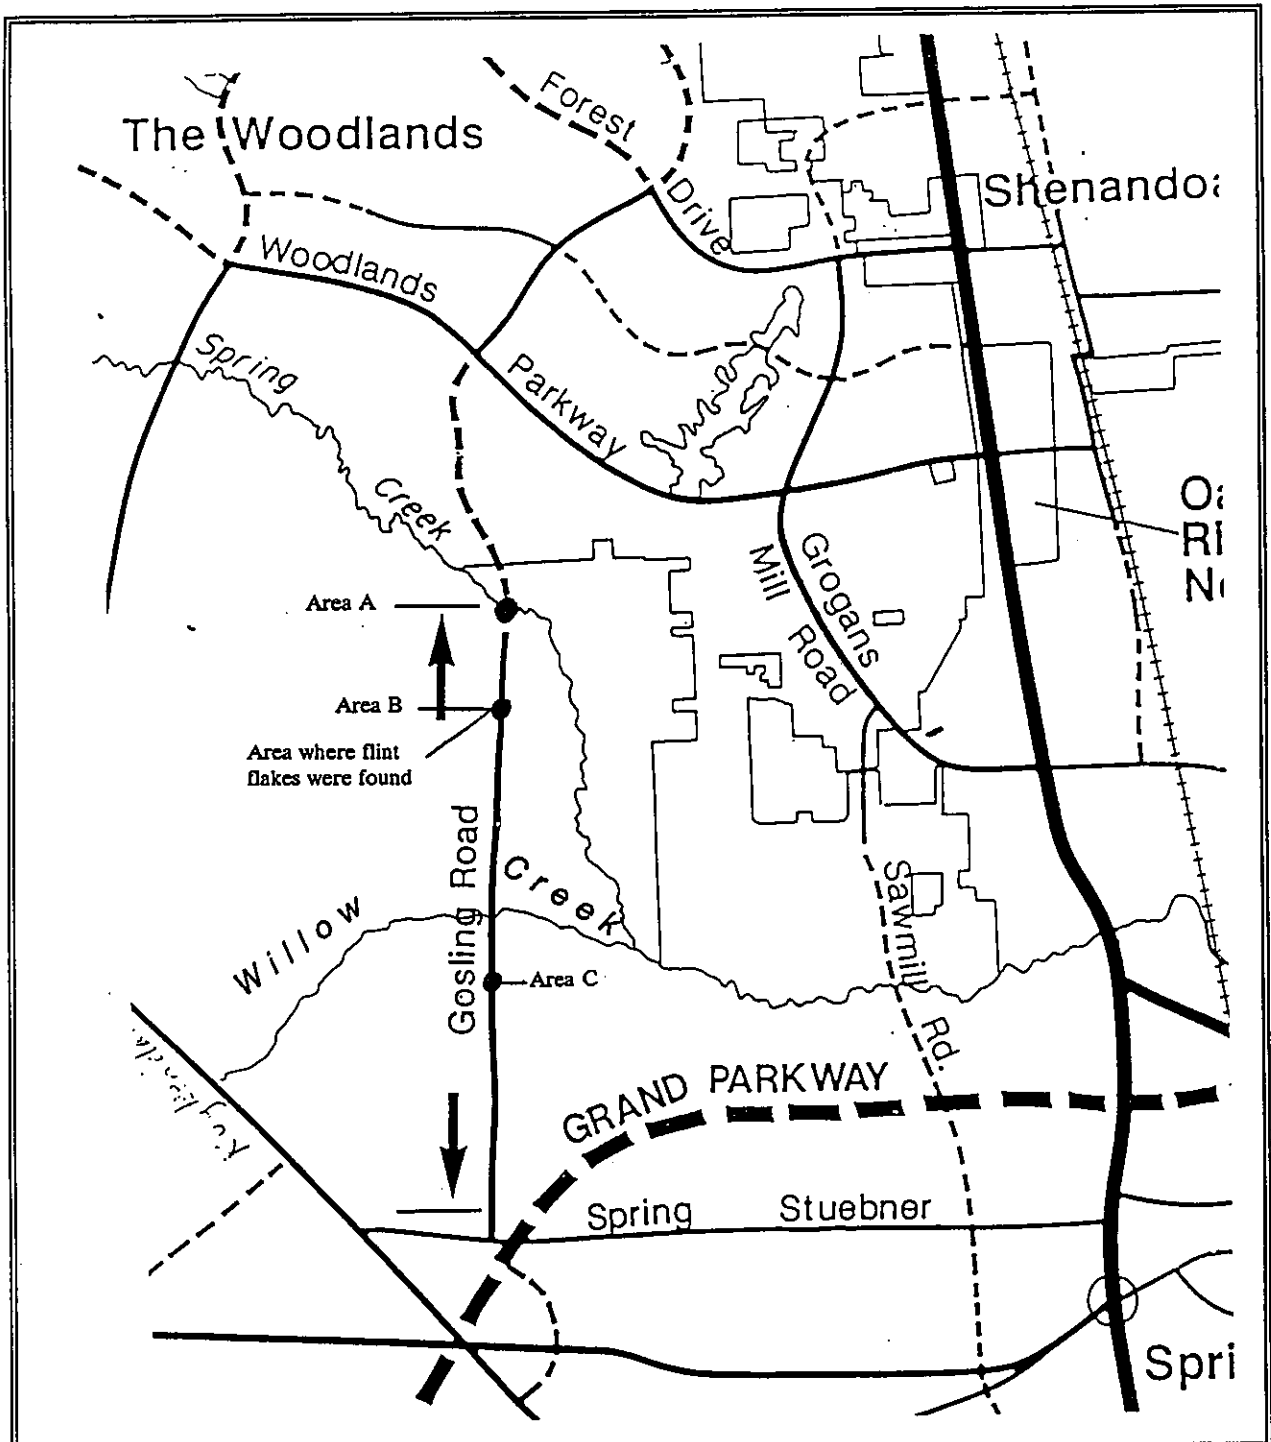 Forest
Drive
The Woodlands
Shenandoa
Woodlands
Parkway
Spring
Creek
Grogans
Mill Road
Area A
Area B
Area where flint
flakes were found
Gosling Road
Willow
Creek
Area C
Sawmill
Rd.
GRAND PARKWAY
Spring Stuebner
Spri